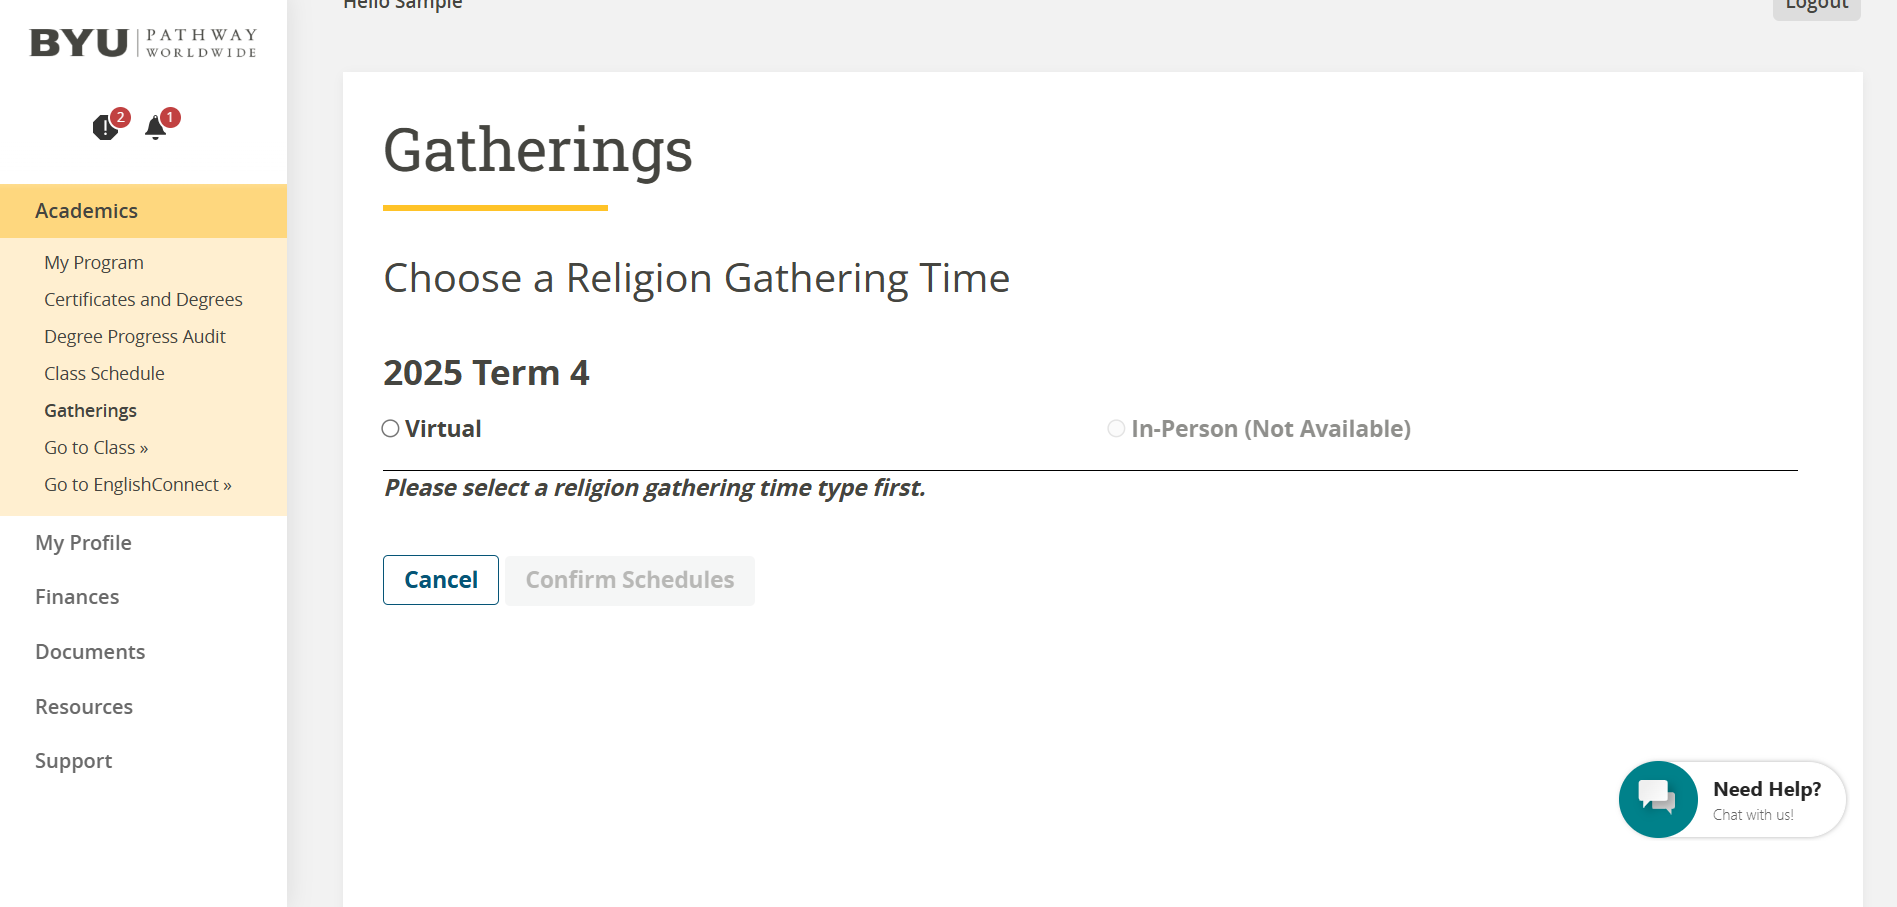 Hello Sample
Logout
BYU PATHWAY WORLDWIDE
2
1
Academics
My Program
Certificates and Degrees
Degree Progress Audit
Class Schedule
Gatherings
Go to Class »
Go to EnglishConnect »
My Profile
Finances
Documents
Resources
Support
Gatherings
Choose a Religion Gathering Time
2025 Term 4
Virtual
In-Person (Not Available)
Please select a religion gathering time type first.
Cancel
Confirm Schedules
Need Help?
Chat with us!